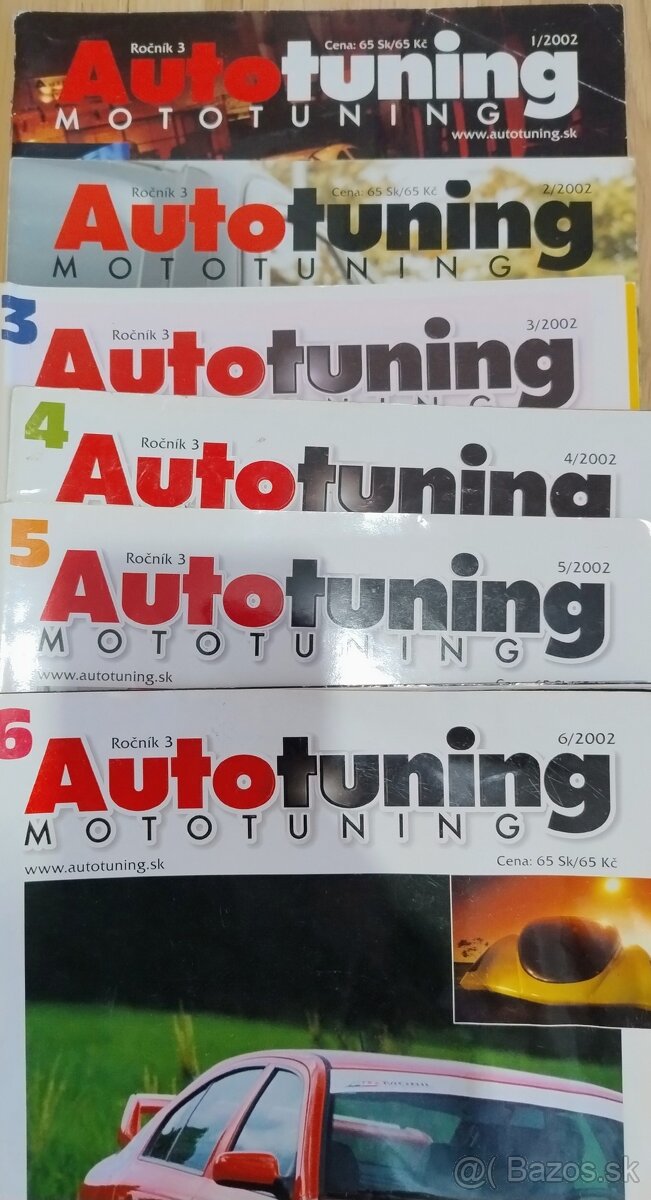 Ročník 3 Cena: 65 Sk/65 Kč 1/2002
Autotuning
MOTOTUNING
www.autotuning.sk
Ročník 3 Cena: 65 Sk/65 Kč 2/2002
Autotuning
MOTOTUNING
3
Ročník 3 3/2002
Autotuning
4
Ročník 3 4/2002
Autotuning
5
Ročník 3 5/2002
Autotuning
MOTOTUNING
www.autotuning.sk
6
Ročník 3 6/2002
Autotuning
MOTOTUNING
www.autotuning.sk Cena: 65 Sk/65 Kč
@ Bazos.sk